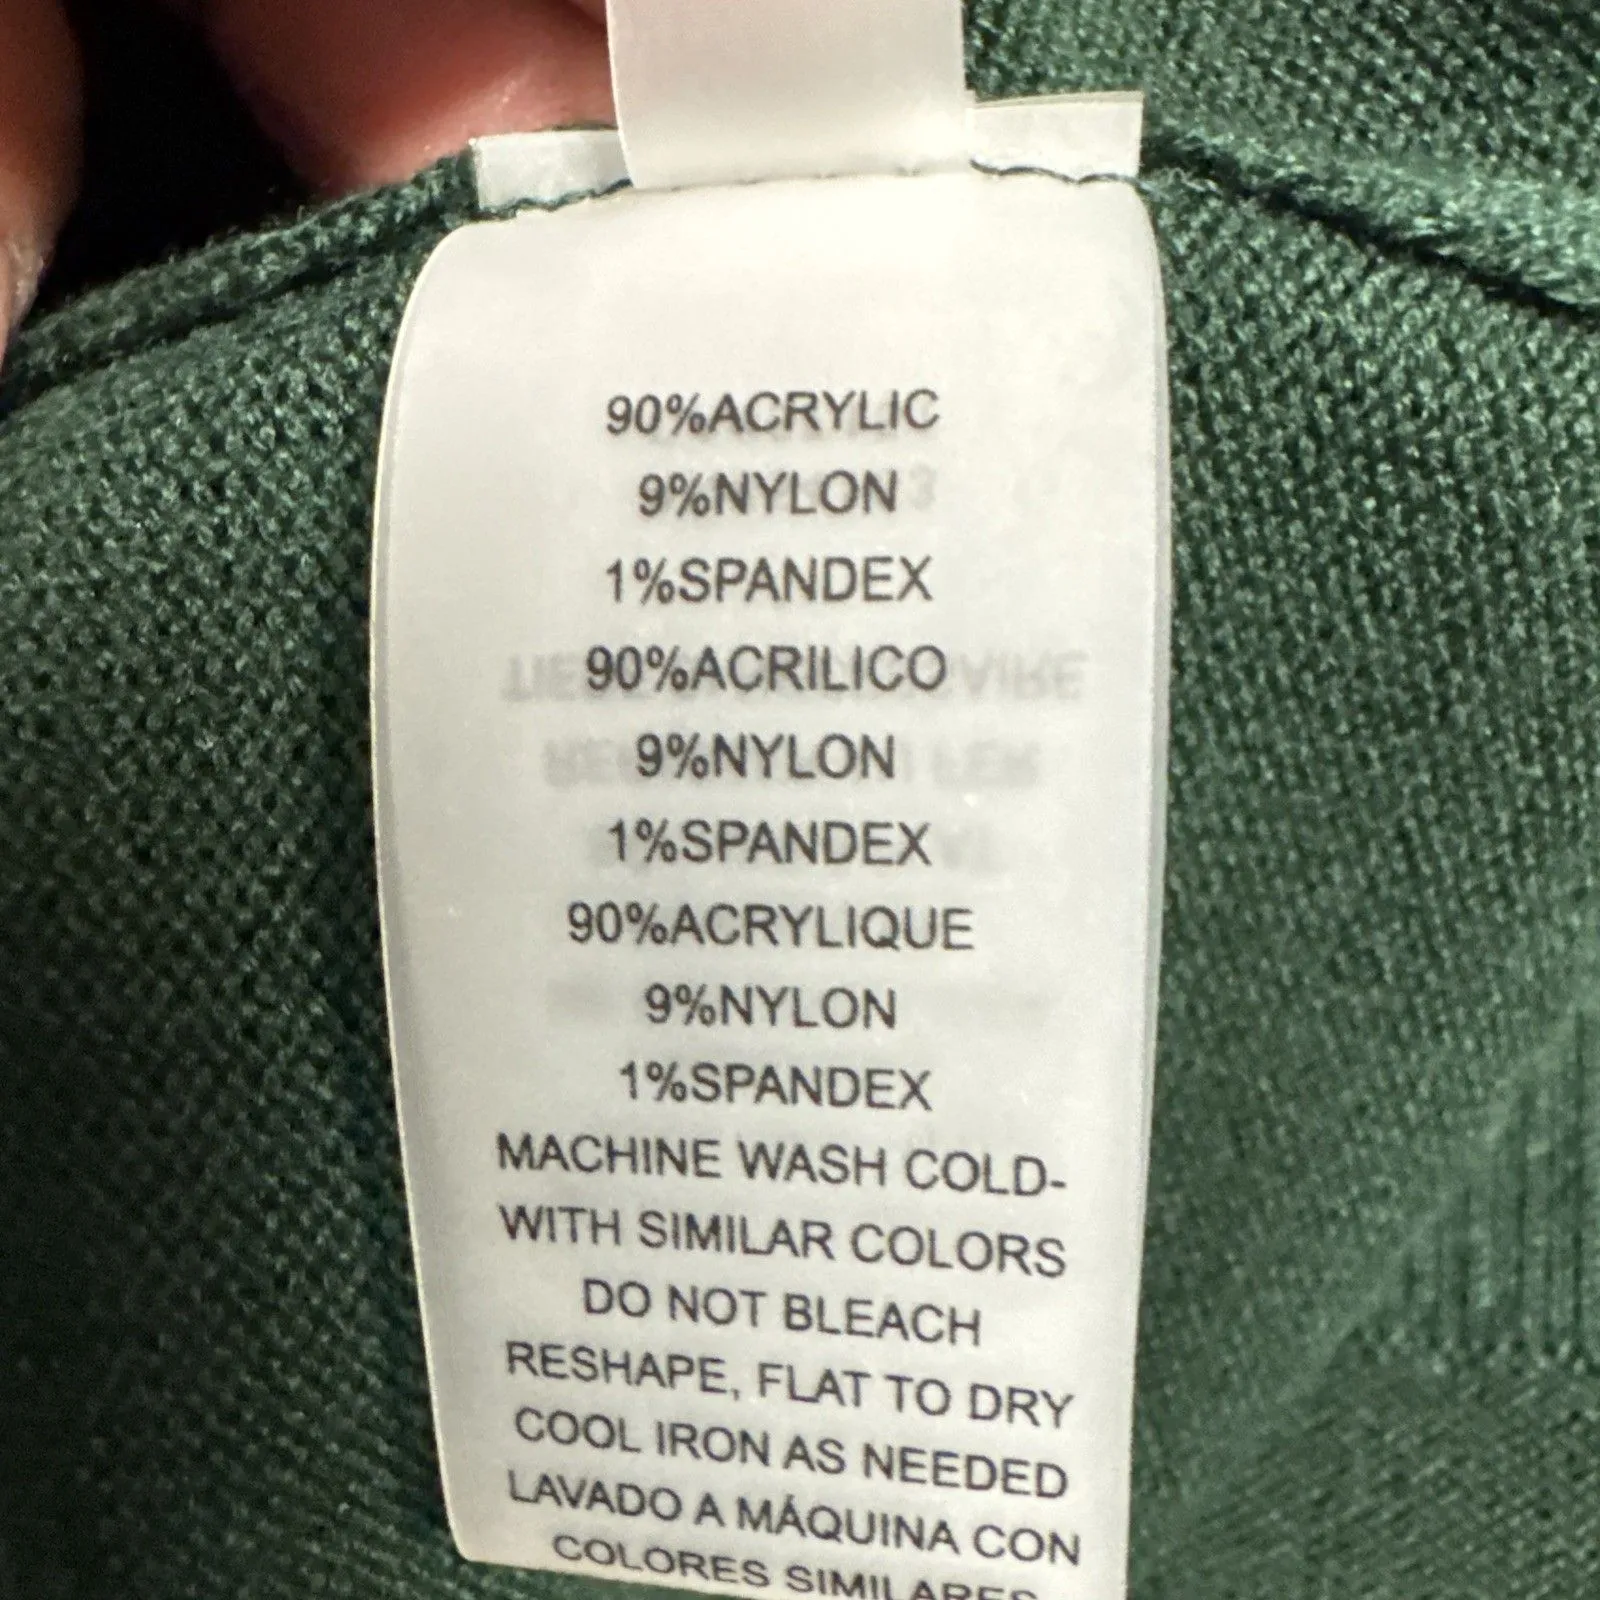 90%ACRYLIC
9%NYLON
1%SPANDEX
90%ACRILICO
9%NYLON
1%SPANDEX
90%ACRYLIQUE
9%NYLON
1%SPANDEX
MACHINE WASH COLD-
WITH SIMILAR COLORS
DO NOT BLEACH
RESHAPE, FLAT TO DRY
COOL IRON AS NEEDED
LAVADO A MÁQUINA CON
COLORES SIMILARES